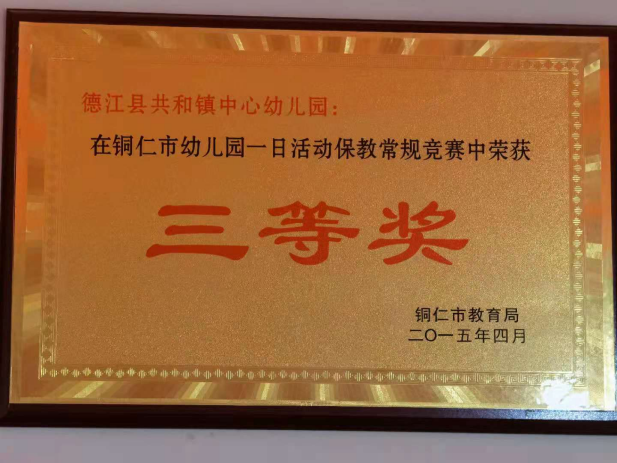 德江县共和镇中心幼儿园：
在铜仁市幼儿园一日活动保教常规竞赛中荣获
三等奖
铜仁市教育局
二〇一五年四月